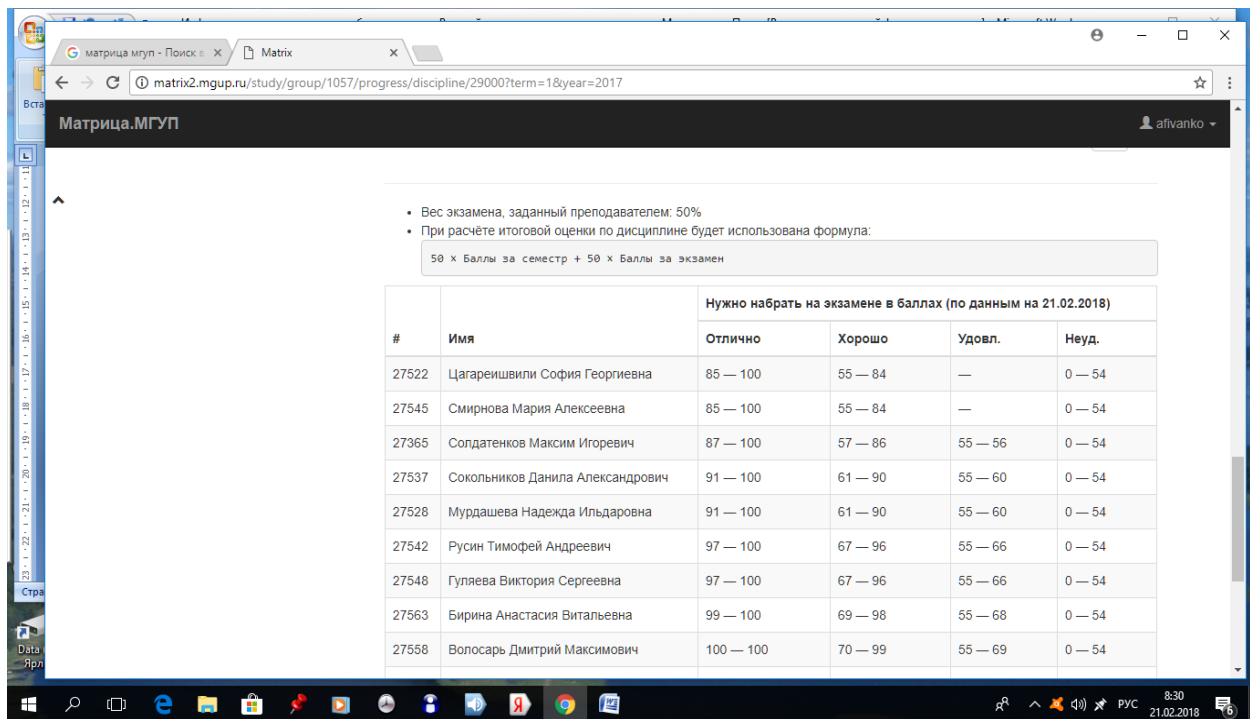 матрица мгуп - Поиск в
Matrix
matrix2.mgup.ru/study/group/1057/progress/discipline/29000?term=1&year=2017
Вста
Матрица.МГУП
afivanko
Вес экзамена, заданный преподавателем: 50%
При расчёте итоговой оценки по дисциплине будет использована формула:
50 × Баллы за семестр + 50 × Баллы за экзамен
Нужно набрать на экзамене в баллах (по данным на 21.02.2018)
# Имя Отлично Хорошо Удовл. Неуд.
27522 Цагареишвили София Георгиевна 85 — 100 55 — 84 — 0 — 54
27545 Смирнова Мария Алексеевна 85 — 100 55 — 84 — 0 — 54
27365 Солдатенков Максим Игоревич 87 — 100 57 — 86 55 — 56 0 — 54
27537 Сокольников Данила Александрович 91 — 100 61 — 90 55 — 60 0 — 54
27528 Мурдашева Надежда Ильдаровна 91 — 100 61 — 90 55 — 60 0 — 54
27542 Русин Тимофей Андреевич 97 — 100 67 — 96 55 — 66 0 — 54
27548 Гуляева Виктория Сергеевна 97 — 100 67 — 96 55 — 66 0 — 54
27563 Бирина Анастасия Витальевна 99 — 100 69 — 98 55 — 68 0 — 54
27558 Волосарь Дмитрий Максимович 100 — 100 70 — 99 55 — 69 0 — 54
Стра
Data
Ярл
РУС
8:30
21.02.2018
6